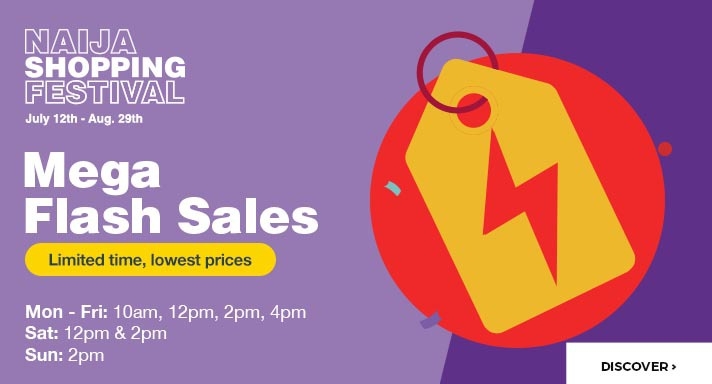 NAIJA
SHOPPING
FESTIVAL
July 12th - Aug. 29th
Mega
Flash Sales
Limited time, lowest prices
Mon - Fri: 10am, 12pm, 2pm, 4pm
Sat: 12pm & 2pm
Sun: 2pm
DISCOVER ›